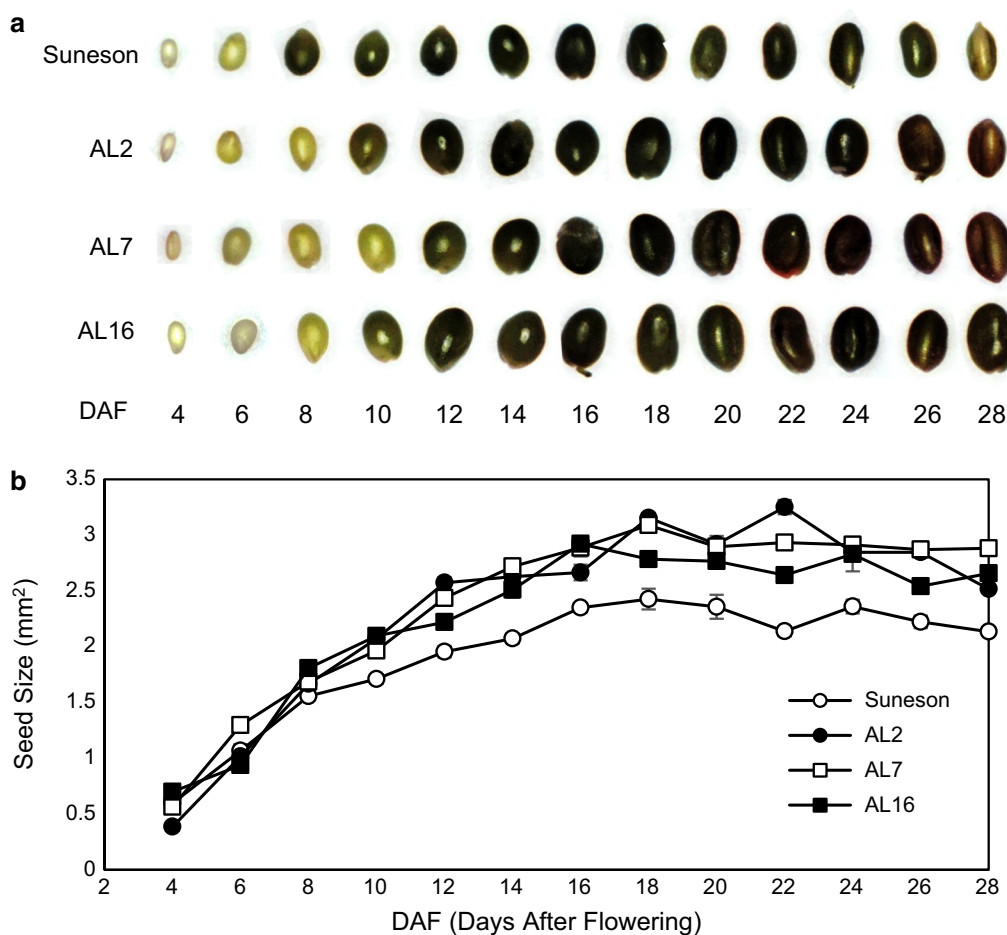 a
Suneson
AL2
AL7
AL16
DAF 4 6 8 10 12 14 16 18 20 22 24 26 28
b
3.5
3
2.5
2
1.5
1
0.5
0
Seed Size (mm²)
Suneson
AL2
AL7
AL16
2 4 6 8 10 12 14 16 18 20 22 24 26 28
DAF (Days After Flowering)